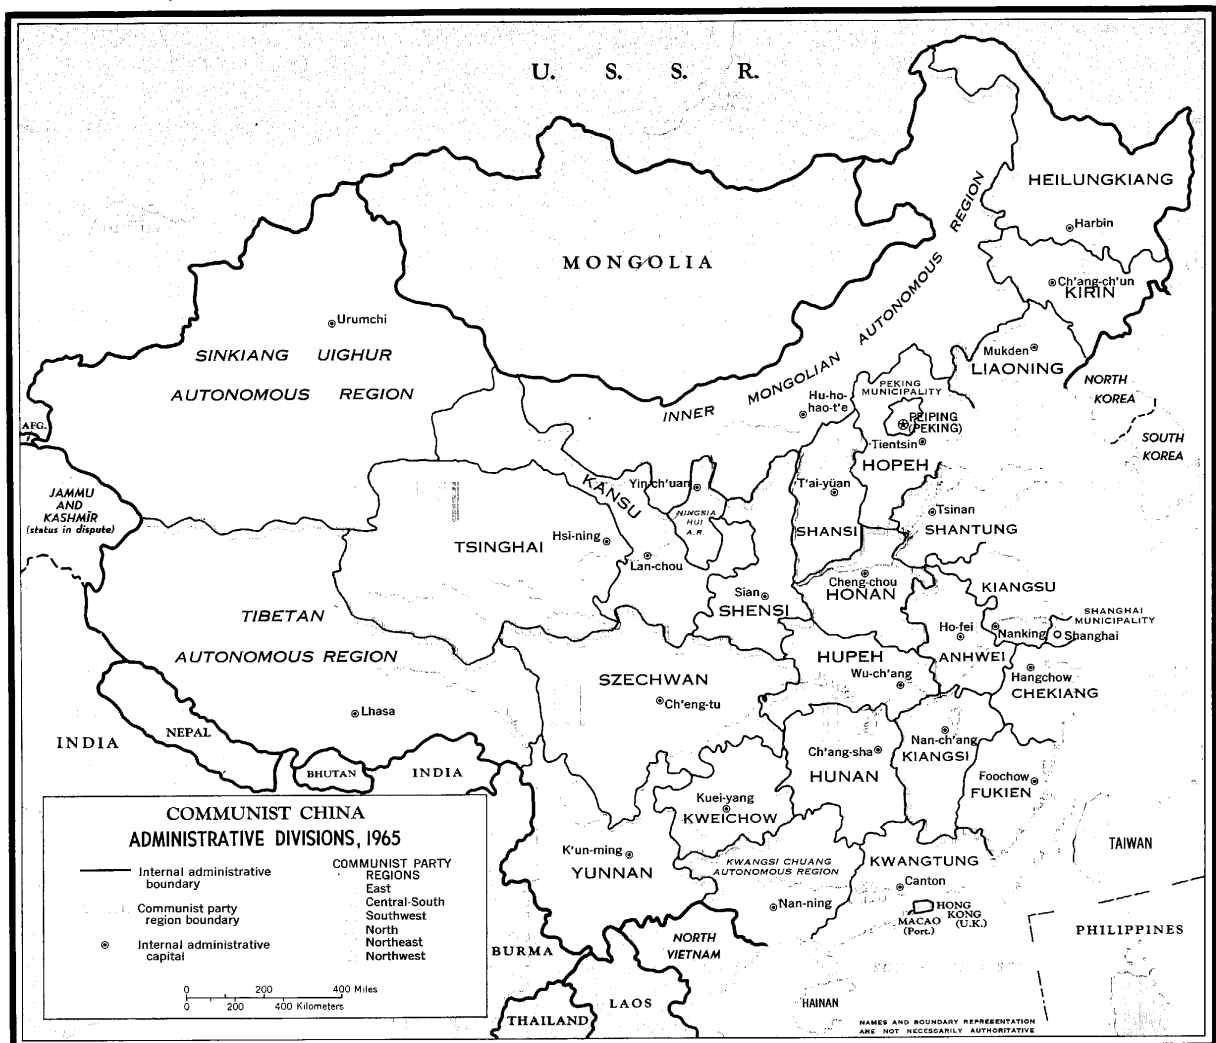 U. S. S. R.
HEILUNGKIANG
Harbin
MONGOLIA
Ch'ang-ch'un
KIRIN
Urumchi
SINKIANG UIGHUR
AUTONOMOUS REGION
INNER MONGOLIAN AUTONOMOUS REGION
Mukden
LIAONING
NORTH
KOREA
SOUTH
KOREA
PEKING
MUNICIPALITY
Hu-ho-
hao-t'e
PEIPING
(PEKING)
Tientsin
HOPEH
AFG.
JAMMU
AND
KASHMĪR
(status in dispute)
KANSU
Yin-ch'uan
NINGSIA
HUI
A.R.
T'ai-yüan
SHANSI
Tsinan
SHANTUNG
TSINGHAI
Hsi-ning
Lan-chou
Sian
SHENSI
Cheng-chou
HONAN
KIANGSU
SHANGHAI
MUNICIPALITY
Ho-fei
ANHWEI
Nanking
Shanghai
TIBETAN
AUTONOMOUS REGION
Lhasa
SZECHWAN
Ch'eng-tu
HUPEH
Wu-ch'ang
Hangchow
CHEKIANG
INDIA
NEPAL
BHUTAN
INDIA
Ch'ang-sha
HUNAN
Nan-ch'ang
KIANGSI
Foochow
FUKIEN
Kuei-yang
KWEICHOW
K'un-ming
YUNNAN
KWANGSI CHUANG
AUTONOMOUS REGION
Nan-ning
KWANGTUNG
Canton
HONG
KONG
(U.K.)
MACAO
(Port.)
TAIWAN
PHILIPPINES
BURMA
NORTH
VIETNAM
LAOS
THAILAND
HAINAN
COMMUNIST CHINA
ADMINISTRATIVE DIVISIONS, 1965
Internal administrative
boundary
Communist party
region boundary
Internal administrative
capital
COMMUNIST PARTY
REGIONS
East
Central-South
Southwest
North
Northeast
Northwest
0 200 400 Miles
0 200 400 Kilometers
NAMES AND BOUNDARY REPRESENTATION
ARE NOT NECESSARILY AUTHORITATIVE